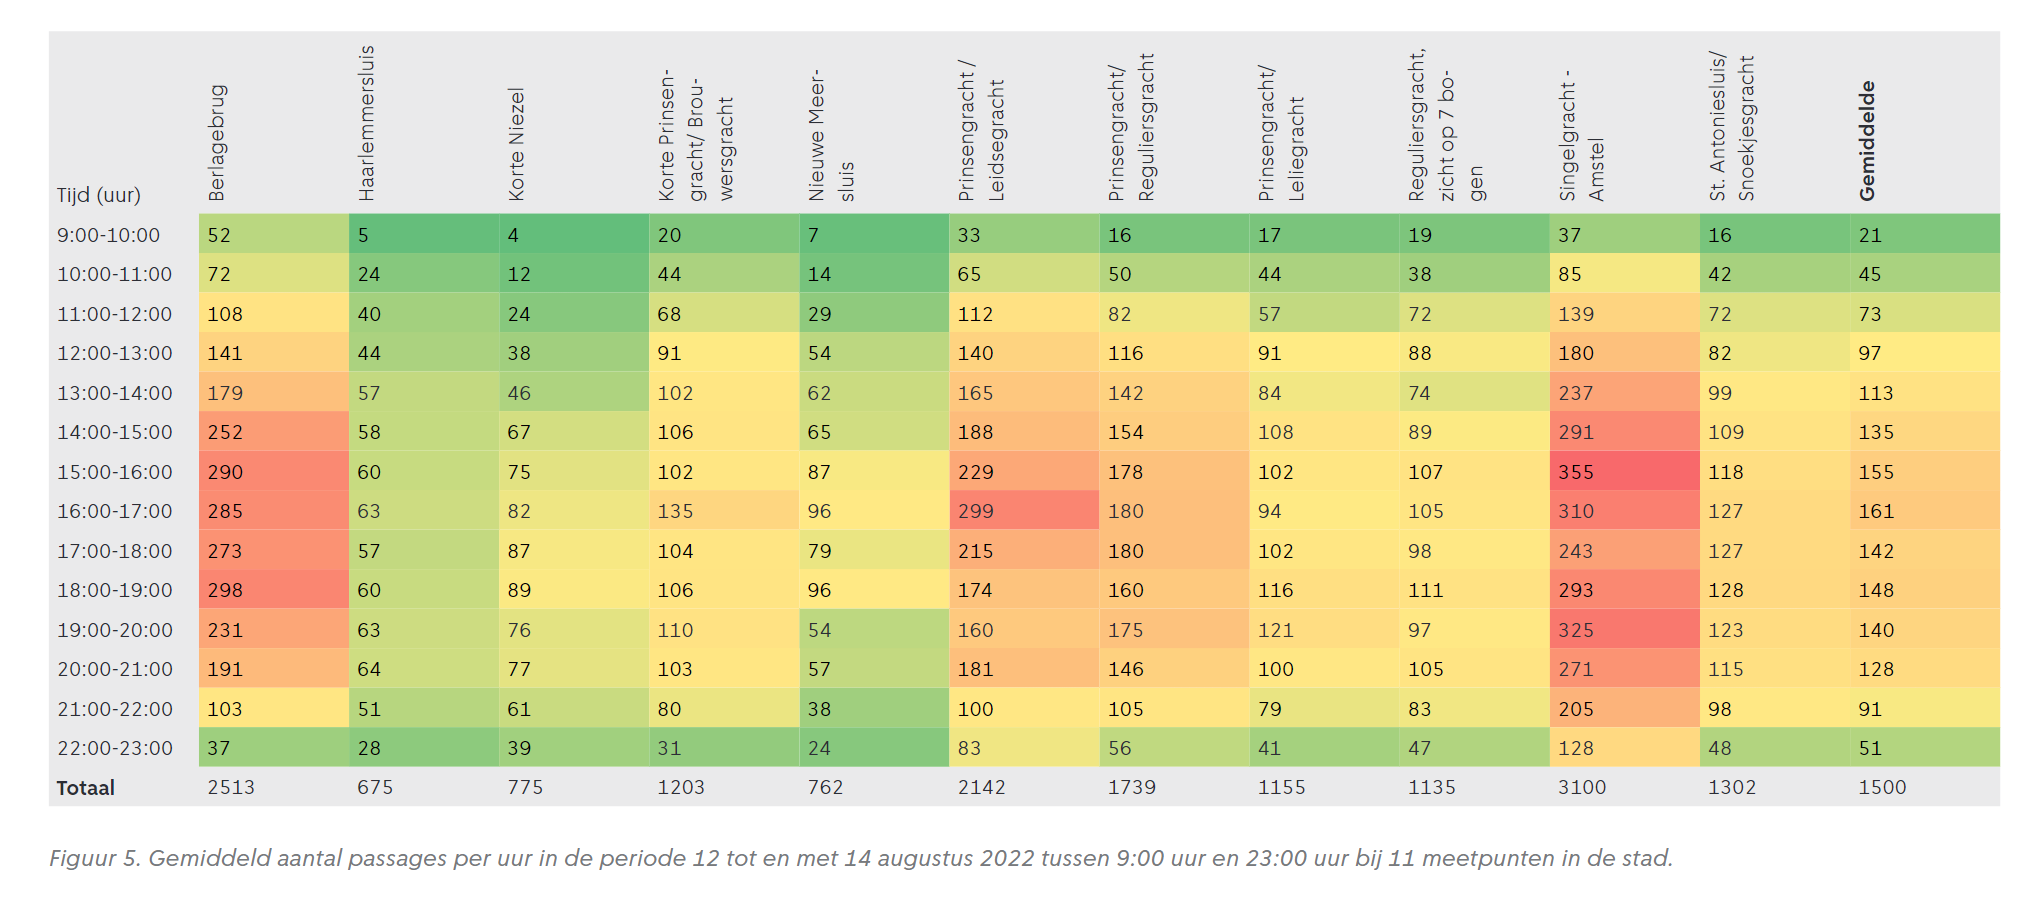 Tijd (uur) Berlagebrug Haarlemmersluis Korte Niezel Korte Prinsen-gracht/ Brou-wersgracht Nieuwe Meer-sluis Prinsengracht / Leidsegracht Prinsengracht/ Reguliersgracht Prinsengracht/ Leliegracht Reguliersgracht, zicht op 7 bo-gen Singelgracht - Amstel St. Antoniesluis/ Snoekjesgracht Gemiddelde
9:00-10:00 52 5 4 20 7 33 16 17 19 37 16 21
10:00-11:00 72 24 12 44 14 65 50 44 38 85 42 45
11:00-12:00 108 40 24 68 29 112 82 57 72 139 72 73
12:00-13:00 141 44 38 91 54 140 116 91 88 180 82 97
13:00-14:00 179 57 46 102 62 165 142 84 74 237 99 113
14:00-15:00 252 58 67 106 65 188 154 108 89 291 109 135
15:00-16:00 290 60 75 102 87 229 178 102 107 355 118 155
16:00-17:00 285 63 82 135 96 299 180 94 105 310 127 161
17:00-18:00 273 57 87 104 79 215 180 102 98 243 127 142
18:00-19:00 298 60 89 106 96 174 160 116 111 293 128 148
19:00-20:00 231 63 76 110 54 160 175 121 97 325 123 140
20:00-21:00 191 64 77 103 57 181 146 100 105 271 115 128
21:00-22:00 103 51 61 80 38 100 105 79 83 205 98 91
22:00-23:00 37 28 39 31 24 83 56 41 47 128 48 51
Totaal 2513 675 775 1203 762 2142 1739 1155 1135 3100 1302 1500
Figuur 5. Gemiddeld aantal passages per uur in de periode 12 tot en met 14 augustus 2022 tussen 9:00 uur en 23:00 uur bij 11 meetpunten in de stad.